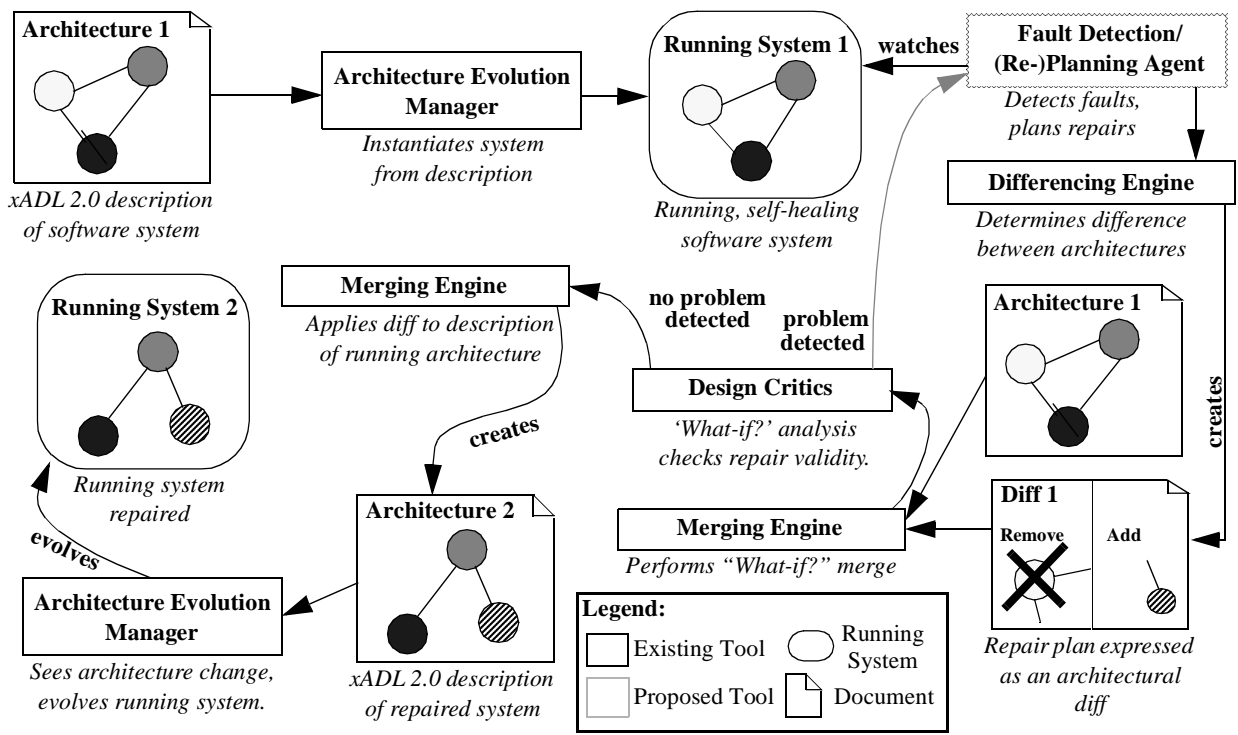 Architecture 1
xADL 2.0 description
of software system
Architecture Evolution
Manager
Instantiates system
from description
Running System 1
Running, self-healing
software system
watches
Fault Detection/
(Re-)Planning Agent
Detects faults,
plans repairs
Differencing Engine
Determines difference
between architectures
creates
Architecture 1
Diff 1
Remove
Add
Repair plan expressed
as an architectural
diff
Merging Engine
Performs “What-if?” merge
Design Critics
‘What-if?’ analysis
checks repair validity.
problem
detected
no problem
detected
Merging Engine
Applies diff to description
of running architecture
creates
Architecture 2
xADL 2.0 description
of repaired system
Architecture Evolution
Manager
Sees architecture change,
evolves running system.
evolves
Running System 2
Running system
repaired
Legend:
Existing Tool
Running
System
Proposed Tool
Document